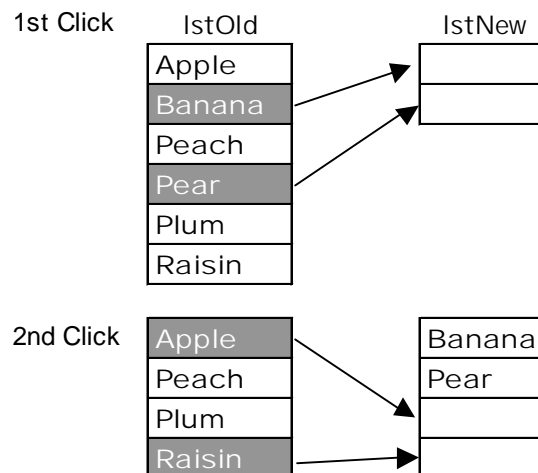 1st Click lstOld lstNew
Apple
Banana
Peach
Pear
Plum
Raisin
2nd Click Apple Banana
Peach Pear
Plum
Raisin